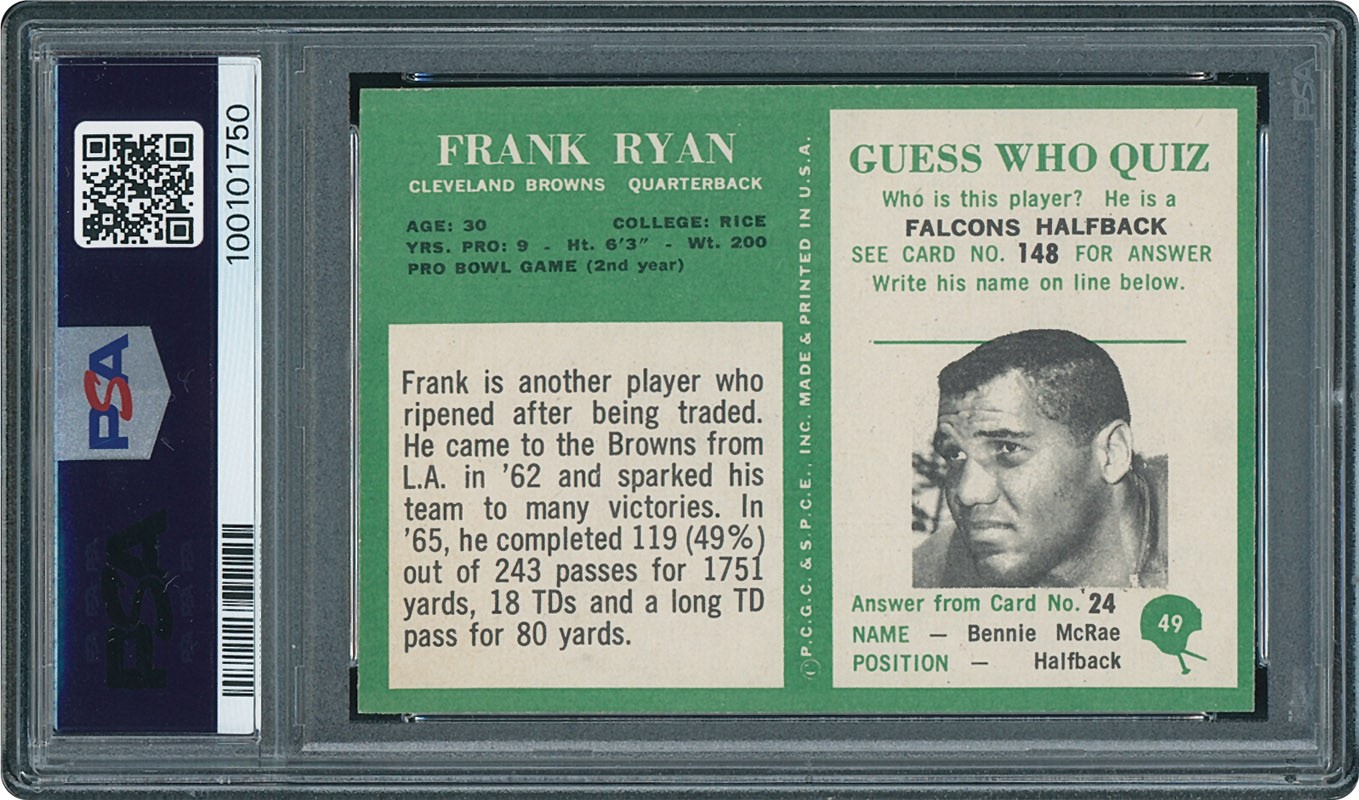 100101750
PSA
PSA
PSA
FRANK RYAN
CLEVELAND BROWNS QUARTERBACK
AGE: 30 COLLEGE: RICE
YRS. PRO: 9 - Ht. 6'3" - Wt. 200
PRO BOWL GAME (2nd year)
Frank is another player who
ripened after being traded.
He came to the Browns from
L.A. in '62 and sparked his
team to many victories. In
'65, he completed 119 (49%)
out of 243 passes for 1751
yards, 18 TDs and a long TD
pass for 80 yards.
Ⓒ P.C.G.C. & S.P.C.E., INC. MADE & PRINTED IN U.S.A.
GUESS WHO QUIZ
Who is this player? He is a
FALCONS HALFBACK
SEE CARD NO. 148 FOR ANSWER
Write his name on line below.
Answer from Card No. 24
NAME — Bennie McRae
POSITION — Halfback
49